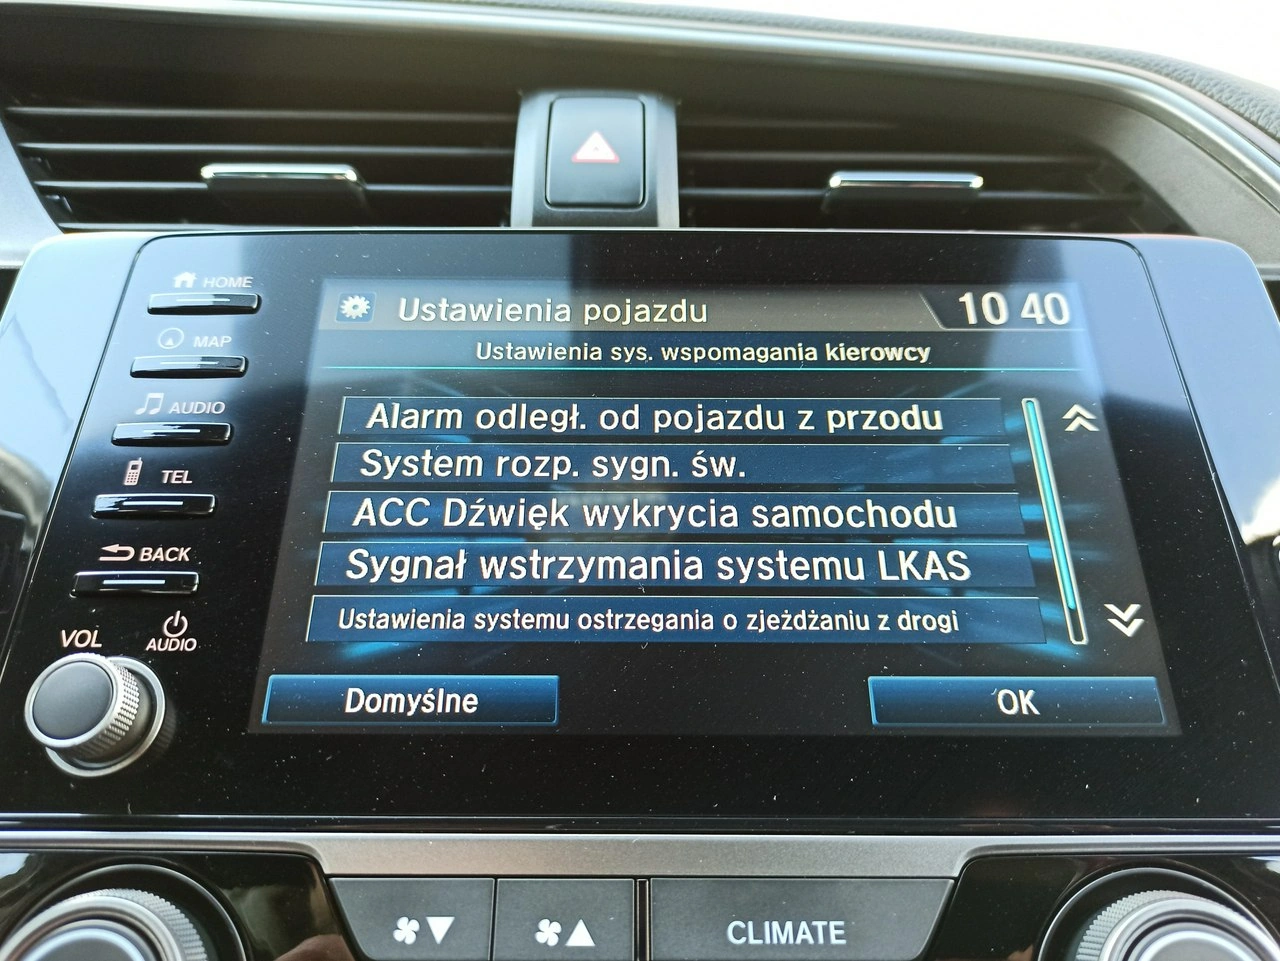 HOME
MAP
AUDIO
TEL
BACK
VOL
AUDIO
Ustawienia pojazdu
10 40
Ustawienia sys. wspomagania kierowcy
Alarm odległ. od pojazdu z przodu
System rozp. sygn. św.
ACC Dźwięk wykrycia samochodu
Sygnał wstrzymania systemu LKAS
Ustawienia systemu ostrzegania o zjeżdżaniu z drogi
Domyślne
OK
CLIMATE